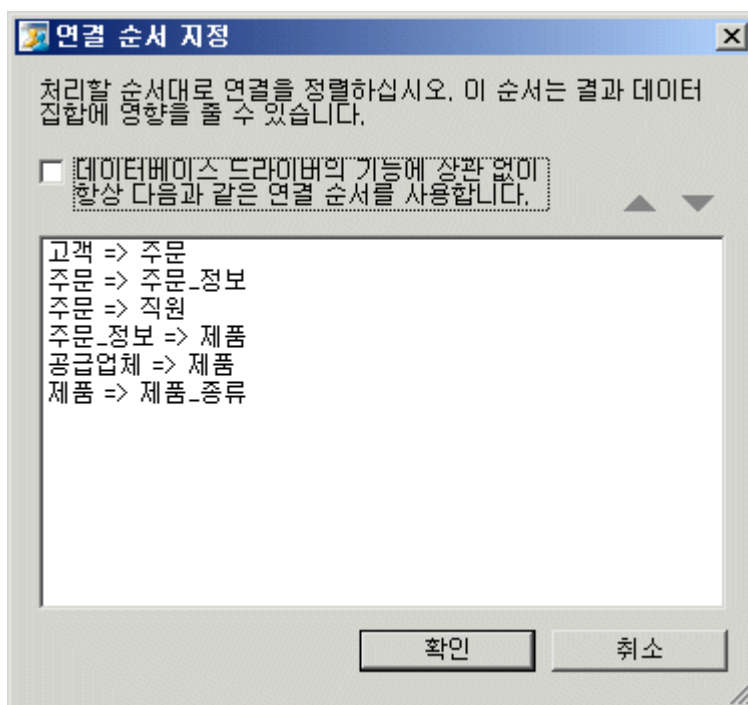 연결 순서 지정
처리할 순서대로 연결을 정렬하십시오. 이 순서는 결과 데이터
집합에 영향을 줄 수 있습니다.
데이터베이스 드라이버의 기능에 상관 없이
항상 다음과 같은 연결 순서를 사용합니다.
고객 => 주문
주문 => 주문_정보
주문 => 직원
주문_정보 => 제품
공급업체 => 제품
제품 => 제품_종류
확인
취소